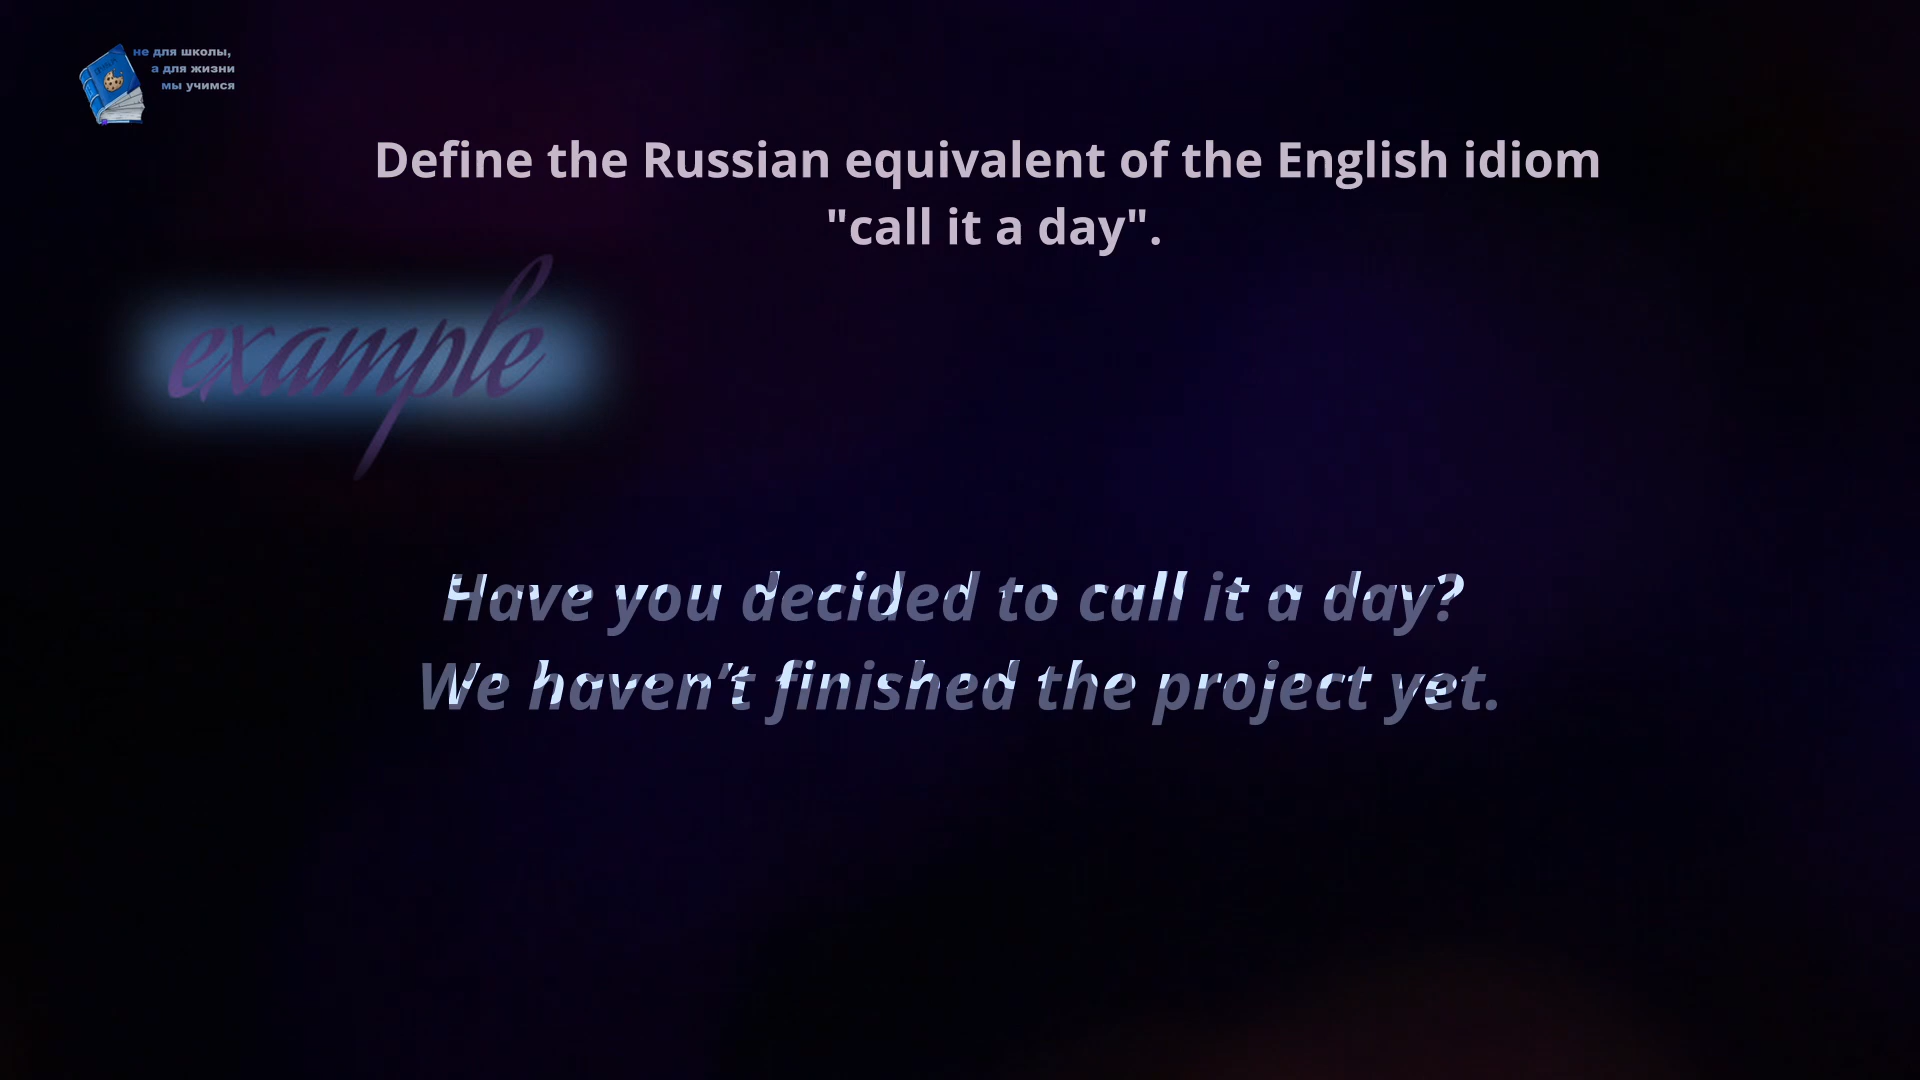 не для школы,
а для жизни
мы учимся
Define the Russian equivalent of the English idiom
"call it a day".
example
Have you decided to call it a day?
We haven’t finished the project yet.